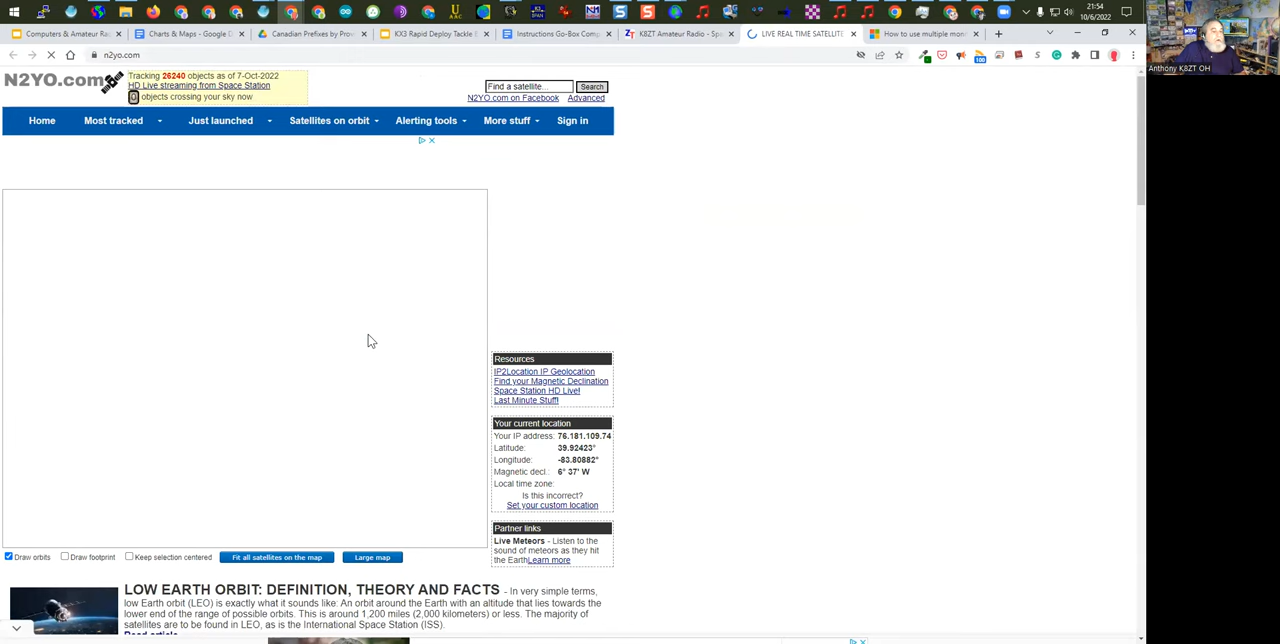 21:54
10/6/2022
Computers & Amateur Ra
Charts & Maps - Google D
Canadian Prefixes by Prov
KX3 Rapid Deploy Tackle
Instructions Go-Box Comp
K8ZT Amateur Radio - Spa
LIVE REAL TIME SATELLITE
How to use multiple mon
n2yo.com
Anthony K8ZT OH
N2YO.com
Tracking 26240 objects as of 7-Oct-2022
HD Live streaming from Space Station
0 objects crossing your sky now
Find a satellite... Search
N2YO.com on Facebook Advanced
Home Most tracked Just launched Satellites on orbit Alerting tools More stuff Sign in
Resources
IP2Location IP Geolocation
Find your Magnetic Declination
Space Station HD Live!
Last Minute Stuff!
Your current location
Your IP address: 76.181.109.74
Latitude: 39.92423°
Longitude: -83.80882°
Magnetic decl.: 6° 37' W
Local time zone:
Is this incorrect?
Set your custom location
Partner links
Live Meteors - Listen to the
sound of meteors as they hit
the Earth Learn more
Draw orbits Draw footprint Keep selection centered Fit all satellites on the map Large map
LOW EARTH ORBIT: DEFINITION, THEORY AND FACTS - In very simple terms,
low Earth orbit (LEO) is exactly what it sounds like: An orbit around the Earth with an altitude that lies towards the
lower end of the range of possible orbits. This is around 1,200 miles (2,000 kilometers) or less. The majority of
satellites are to be found in LEO, as is the International Space Station (ISS).
Read article